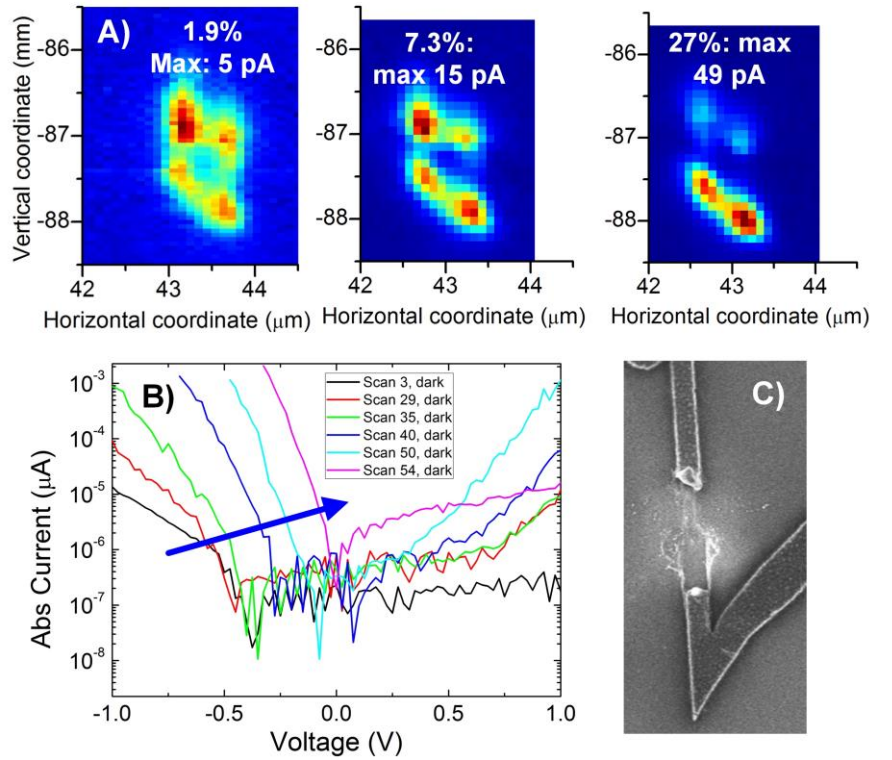 A)
1.9%
Max: 5 pA
7.3%:
max 15 pA
27%: max
49 pA
Vertical coordinate (mm)
-86
-87
-88
-86
-87
-88
-86
-87
-88
42 43 44
42 43 44
42 43 44
Horizontal coordinate (μm)
Horizontal coordinate (μm)
Horizontal coordinate (μm)
B)
Scan 3, dark
Scan 29, dark
Scan 35, dark
Scan 40, dark
Scan 50, dark
Scan 54, dark
Abs Current (μA)
10⁻³
10⁻⁴
10⁻⁵
10⁻⁶
10⁻⁷
10⁻⁸
-1.0 -0.5 0.0 0.5 1.0
Voltage (V)
C)